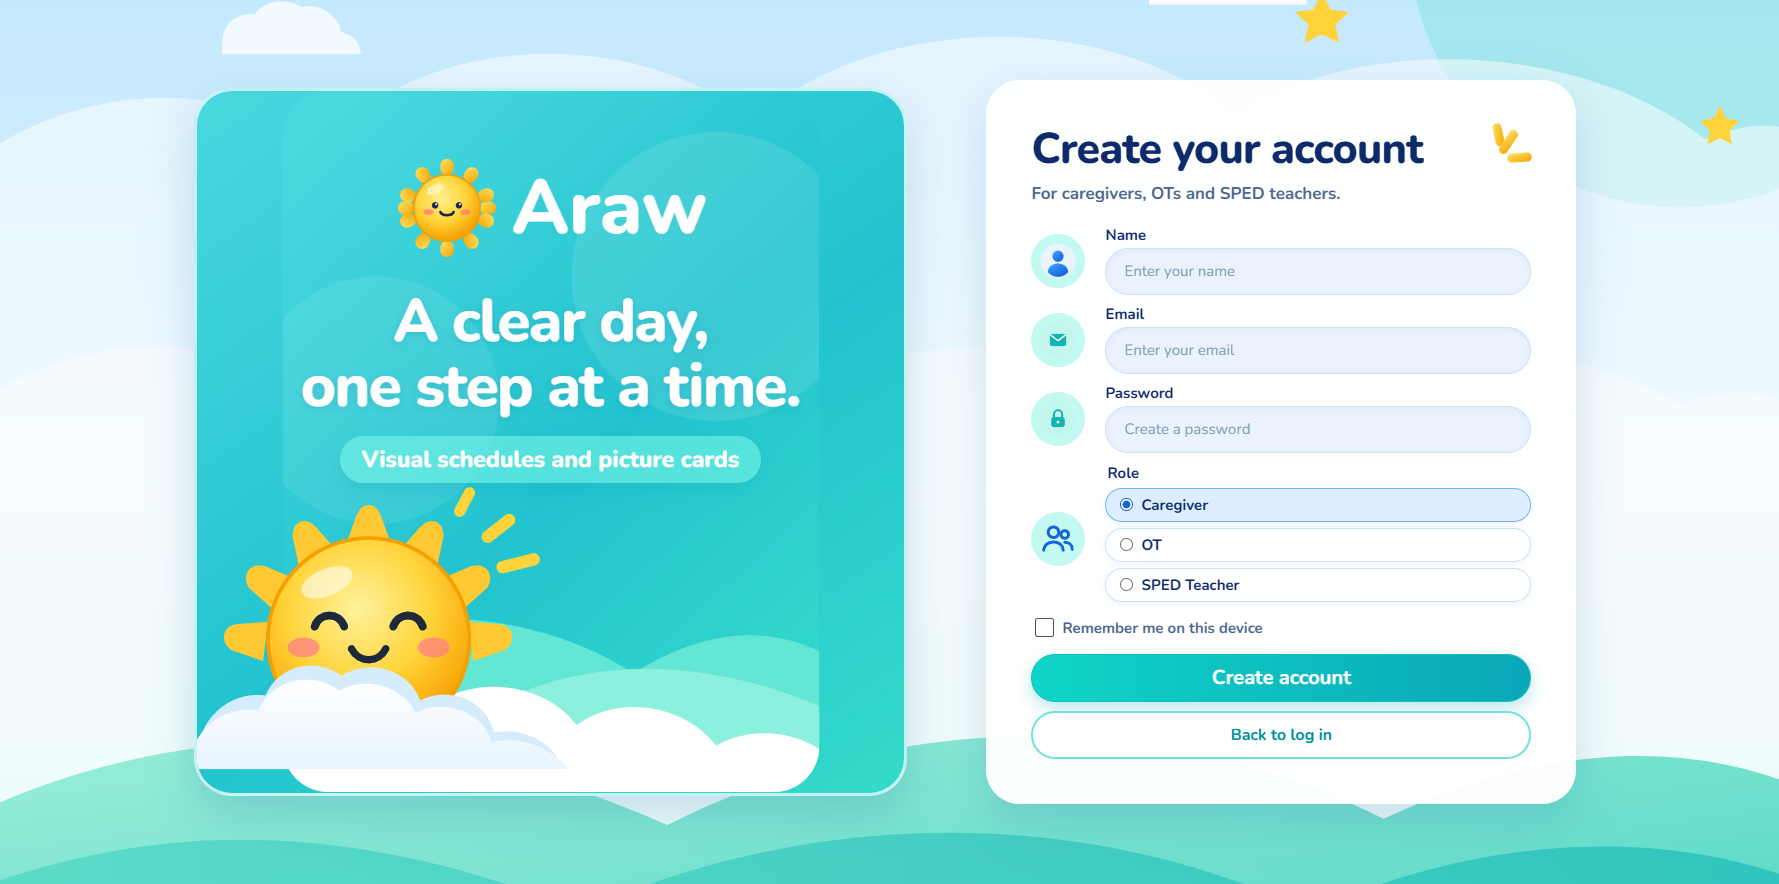 Araw
A clear day,
one step at a time.
Visual schedules and picture cards
Create your account
For caregivers, OTs and SPED teachers.
Name
Enter your name
Email
Enter your email
Password
Create a password
Role
Caregiver
OT
SPED Teacher
Remember me on this device
Create account
Back to log in